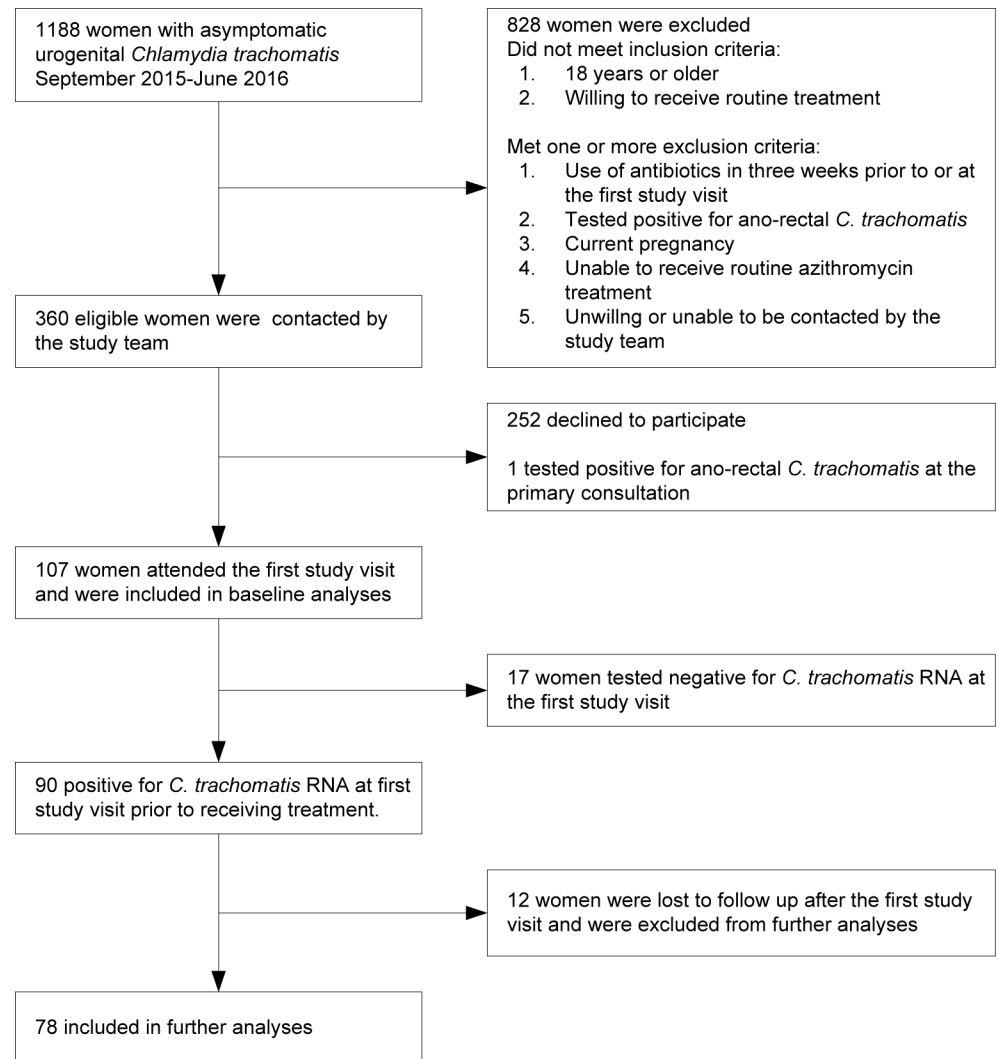 1188 women with asymptomatic
urogenital Chlamydia trachomatis
September 2015-June 2016
828 women were excluded
Did not meet inclusion criteria:
1. 18 years or older
2. Willing to receive routine treatment
Met one or more exclusion criteria:
1. Use of antibiotics in three weeks prior to or at
the first study visit
2. Tested positive for ano-rectal C. trachomatis
3. Current pregnancy
4. Unable to receive routine azithromycin
treatment
5. Unwillng or unable to be contacted by the
study team
360 eligible women were contacted by
the study team
252 declined to participate
1 tested positive for ano-rectal C. trachomatis at the
primary consultation
107 women attended the first study visit
and were included in baseline analyses
17 women tested negative for C. trachomatis RNA at
the first study visit
90 positive for C. trachomatis RNA at first
study visit prior to receiving treatment.
12 women were lost to follow up after the first study
visit and were excluded from further analyses
78 included in further analyses